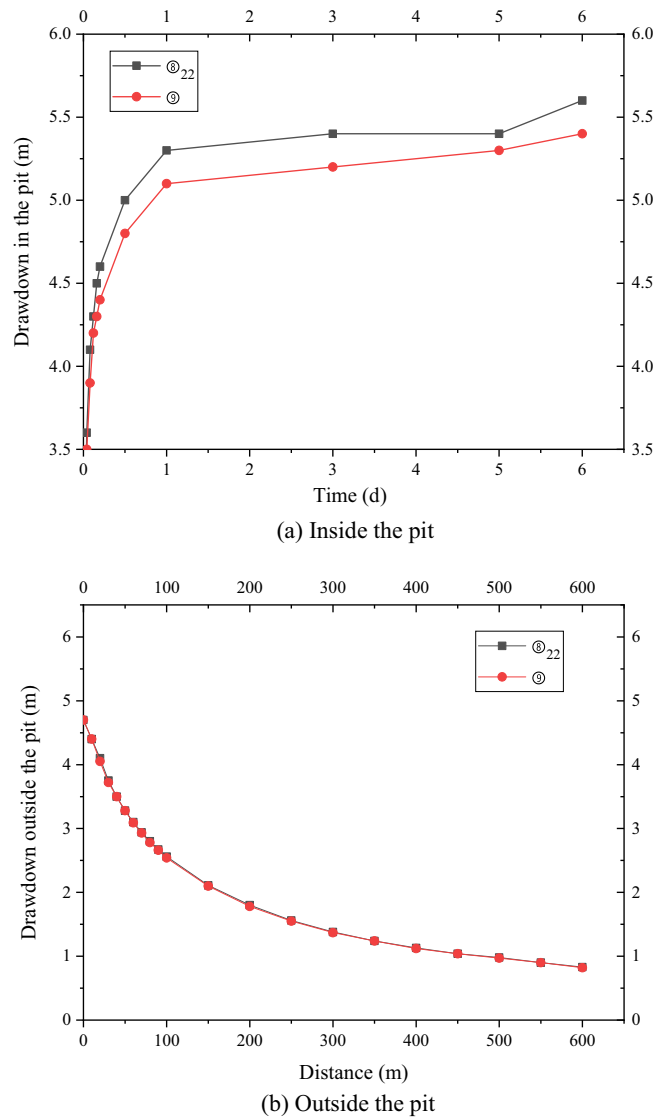 0 1 2 3 4 5 6
6.0 6.0
⑧22
⑨
5.5 5.5
5.0 5.0
4.5 4.5
4.0 4.0
3.5 3.5
Drawdown in the pit (m)
0 1 2 3 4 5 6
Time (d)
(a) Inside the pit
0 100 200 300 400 500 600
6 6
⑧22
⑨
5 5
4 4
3 3
2 2
1 1
0 0
Drawdown outside the pit (m)
0 100 200 300 400 500 600
Distance (m)
(b) Outside the pit